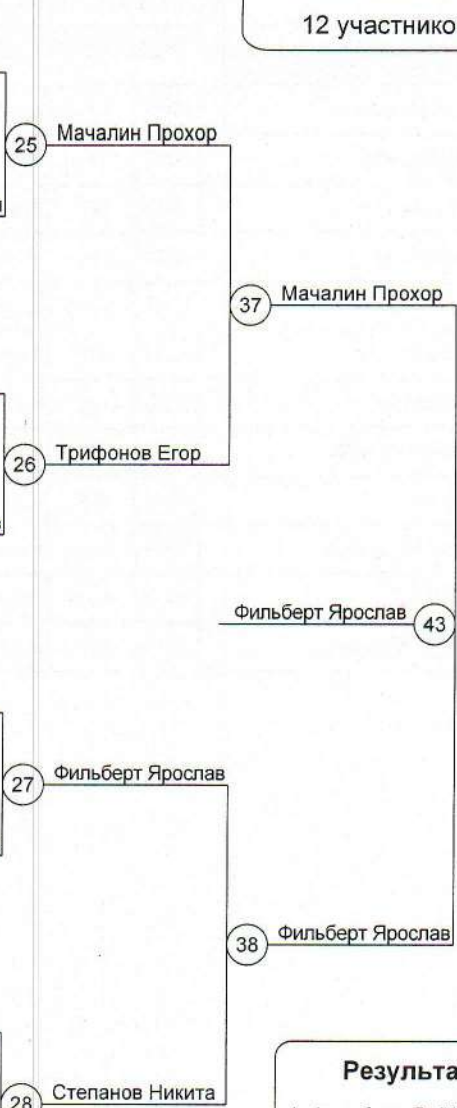 12 участнико
25 Мачалин Прохор
37 Мачалин Прохор
26 Трифонов Егор
Фильберт Ярослав 43
27 Фильберт Ярослав
38 Фильберт Ярослав
Результа
28 Степанов Никита